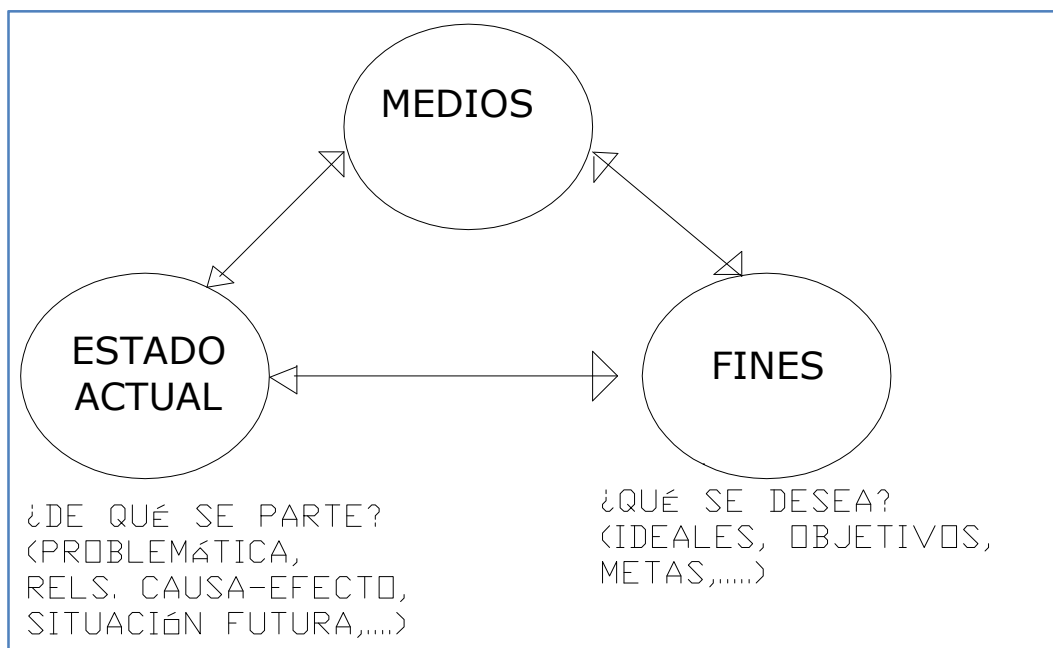 MEDIOS
ESTADO
ACTUAL
FINES
¿DE QUÉ SE PARTE?
(PROBLEMáTICA,
RELS. CAUSA-EFECTO,
SITUACIóN FUTURA,....)
¿QUÉ SE DESEA?
(IDEALES, OBJETIVOS,
METAS,.....)